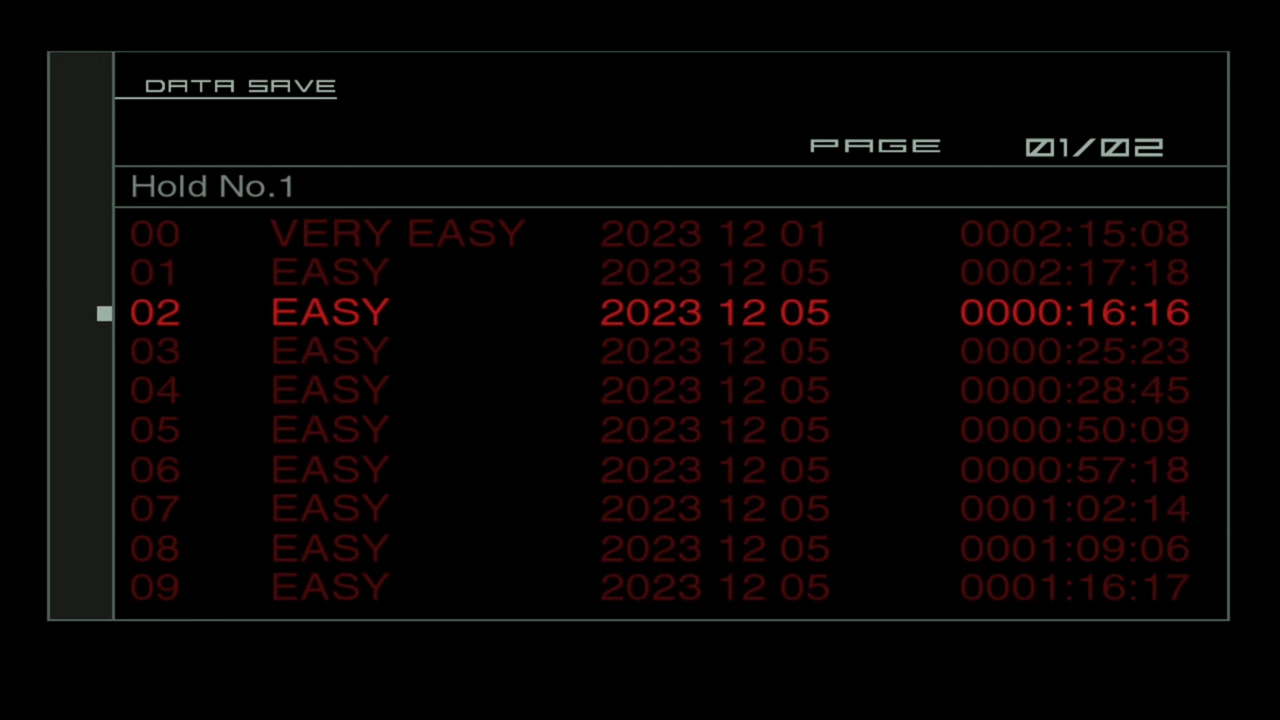 DATA SAVE
PAGE 01/02
Hold No.1
00 VERY EASY 2023 12 01 0002:15:08
01 EASY 2023 12 05 0002:17:18
02 EASY 2023 12 05 0000:16:16
03 EASY 2023 12 05 0000:25:23
04 EASY 2023 12 05 0000:28:45
05 EASY 2023 12 05 0000:50:09
06 EASY 2023 12 05 0000:57:18
07 EASY 2023 12 05 0001:02:14
08 EASY 2023 12 05 0001:09:06
09 EASY 2023 12 05 0001:16:17